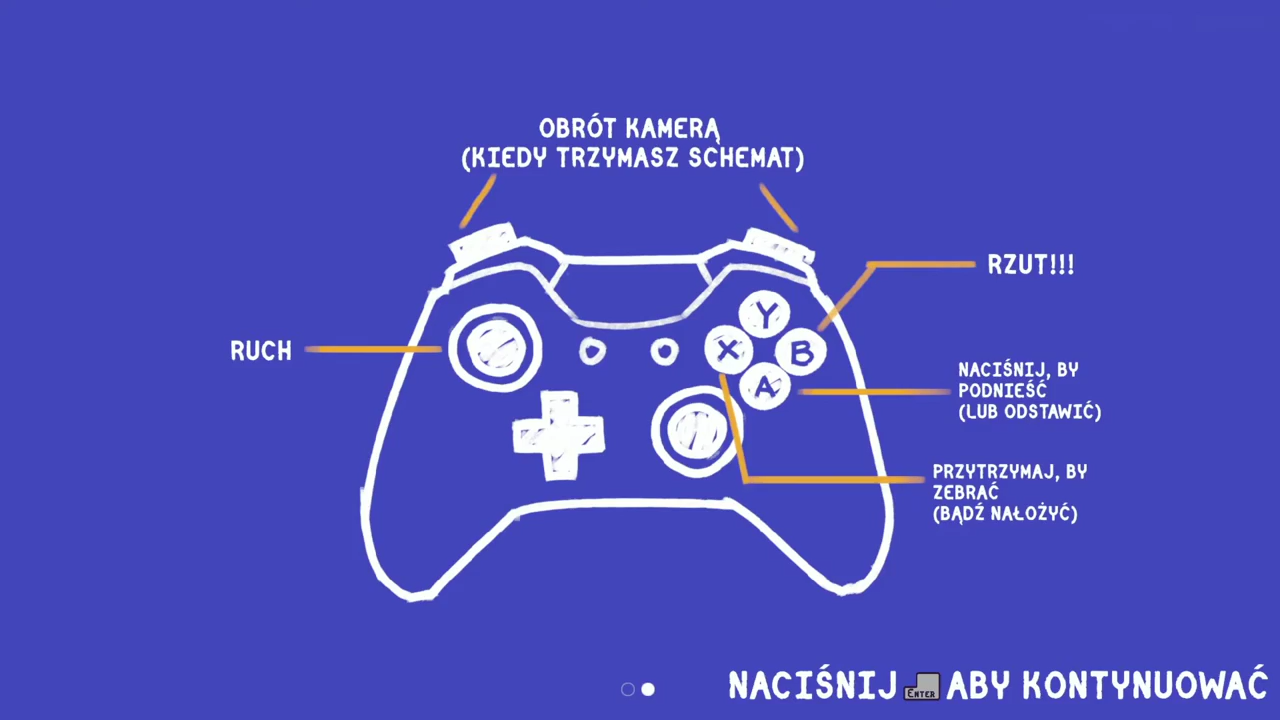 OBRÓT KAMERĄ
(KIEDY TRZYMASZ SCHEMAT)
RZUT!!!
Y
RUCH
X
B
A
NACIŚNIJ, BY
PODNIEŚĆ
(LUB ODSTAWIĆ)
PRZYTRZYMAJ, BY
ZEBRAĆ
(BĄDŹ NAŁOŻYĆ)
NACIŚNIJ ENTER ABY KONTYNUOWAĆ